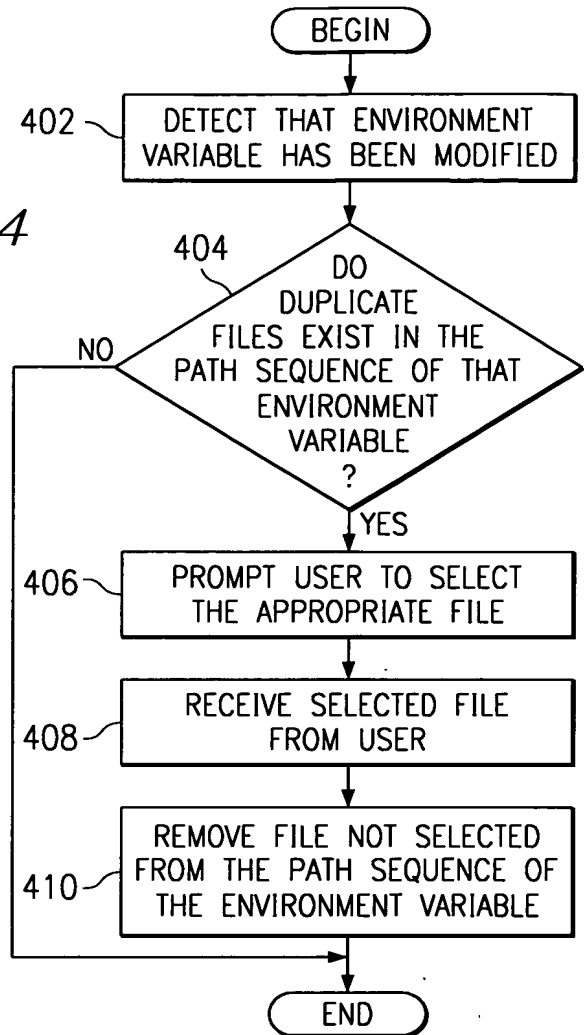 BEGIN
402
DETECT THAT ENVIRONMENT
VARIABLE HAS BEEN MODIFIED
4
404
DO
DUPLICATE
FILES EXIST IN THE
PATH SEQUENCE OF THAT
ENVIRONMENT
VARIABLE
?
NO
YES
406
PROMPT USER TO SELECT
THE APPROPRIATE FILE
408
RECEIVE SELECTED FILE
FROM USER
410
REMOVE FILE NOT SELECTED
FROM THE PATH SEQUENCE OF
THE ENVIRONMENT VARIABLE
END